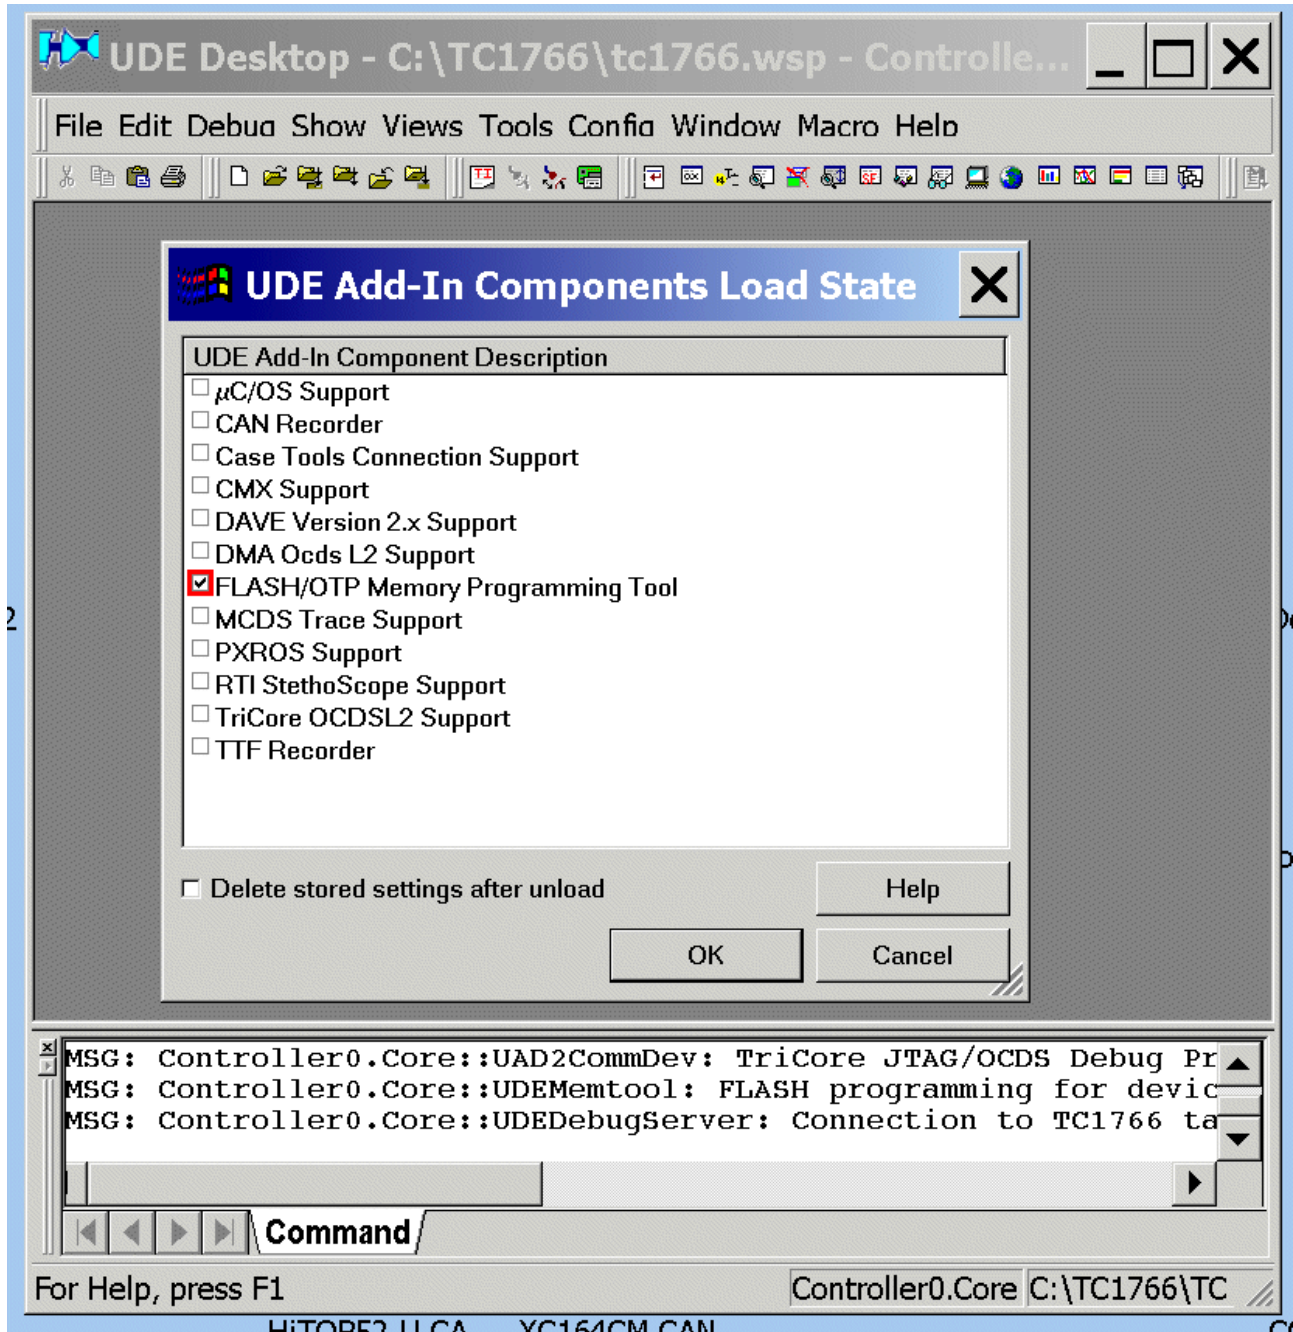 UDE Desktop - C:\TC1766\tc1766.wsp - Controlle...
File Edit Debug Show Views Tools Config Window Macro Help
UDE Add-In Components Load State
UDE Add-In Component Description
µC/OS Support
CAN Recorder
Case Tools Connection Support
CMX Support
DAVE Version 2.x Support
DMA Ocds L2 Support
FLASH/OTP Memory Programming Tool
MCDS Trace Support
PXROS Support
RTI StethoScope Support
TriCore OCDSL2 Support
TTF Recorder
Delete stored settings after unload
Help
OK
Cancel
MSG: Controller0.Core::UAD2CommDev: TriCore JTAG/OCDS Debug Pr
MSG: Controller0.Core::UDEMemtool: FLASH programming for devic
MSG: Controller0.Core::UDEDebugServer: Connection to TC1766 ta
Command
For Help, press F1
Controller0.Core
C:\TC1766\TC